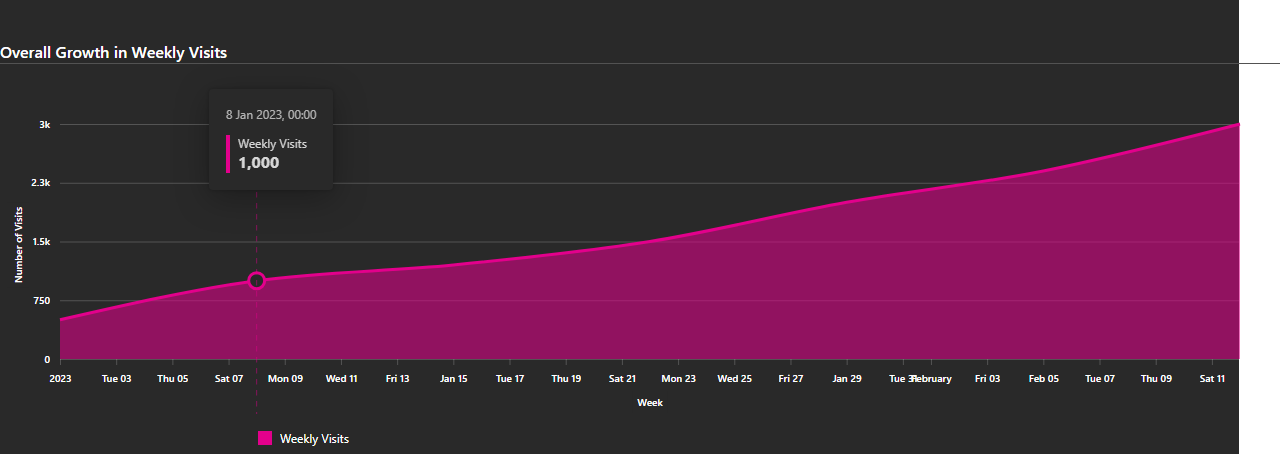 Overall Growth in Weekly Visits
8 Jan 2023, 00:00
Weekly Visits
1,000
3k
2.3k
1.5k
750
0
Number of Visits
2023 Tue 03 Thu 05 Sat 07 Mon 09 Wed 11 Fri 13 Jan 15 Tue 17 Thu 19 Sat 21 Mon 23 Wed 25 Fri 27 Jan 29 Tue 31 February Fri 03 Feb 05 Tue 07 Thu 09 Sat 11
Week
Weekly Visits